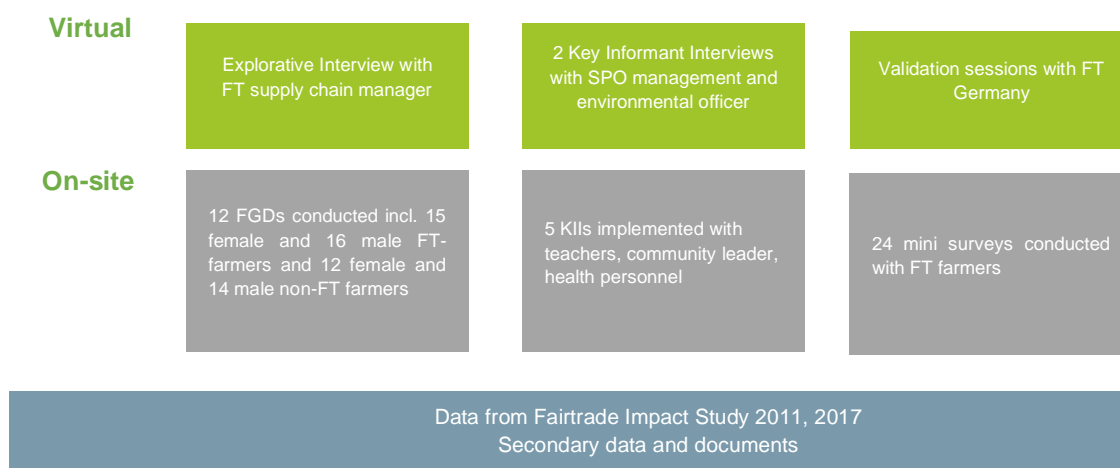 Virtual
Explorative Interview with
FT supply chain manager
2 Key Informant Interviews
with SPO management and
environmental officer
Validation sessions with FT
Germany
On-site
12 FGDs conducted incl. 15
female and 16 male FT-
farmers and 12 female and
14 male non-FT farmers
5 KIIs implemented with
teachers, community leader,
health personnel
24 mini surveys conducted
with FT farmers
Data from Fairtrade Impact Study 2011, 2017
Secondary data and documents